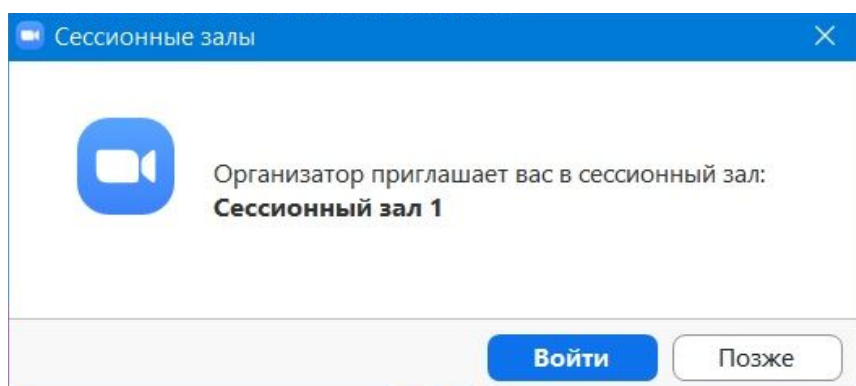 Сессионные залы
Организатор приглашает вас в сессионный зал:
Сессионный зал 1
Войти
Позже